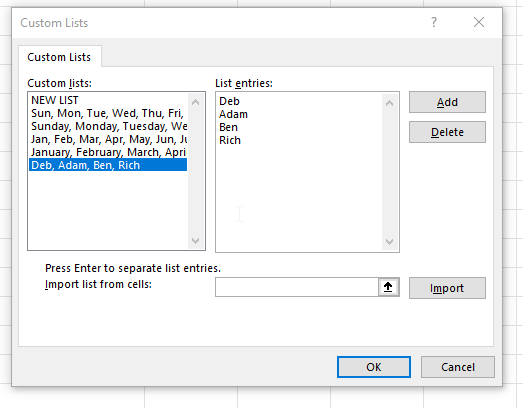 Custom Lists
Custom Lists
Custom lists:
NEW LIST
Sun, Mon, Tue, Wed, Thu, Fri,
Sunday, Monday, Tuesday, We
Jan, Feb, Mar, Apr, May, Jun, Ju
January, February, March, Apri
Deb, Adam, Ben, Rich
List entries:
Deb
Adam
Ben
Rich
Add
Delete
Press Enter to separate list entries.
Import list from cells:
Import
OK
Cancel